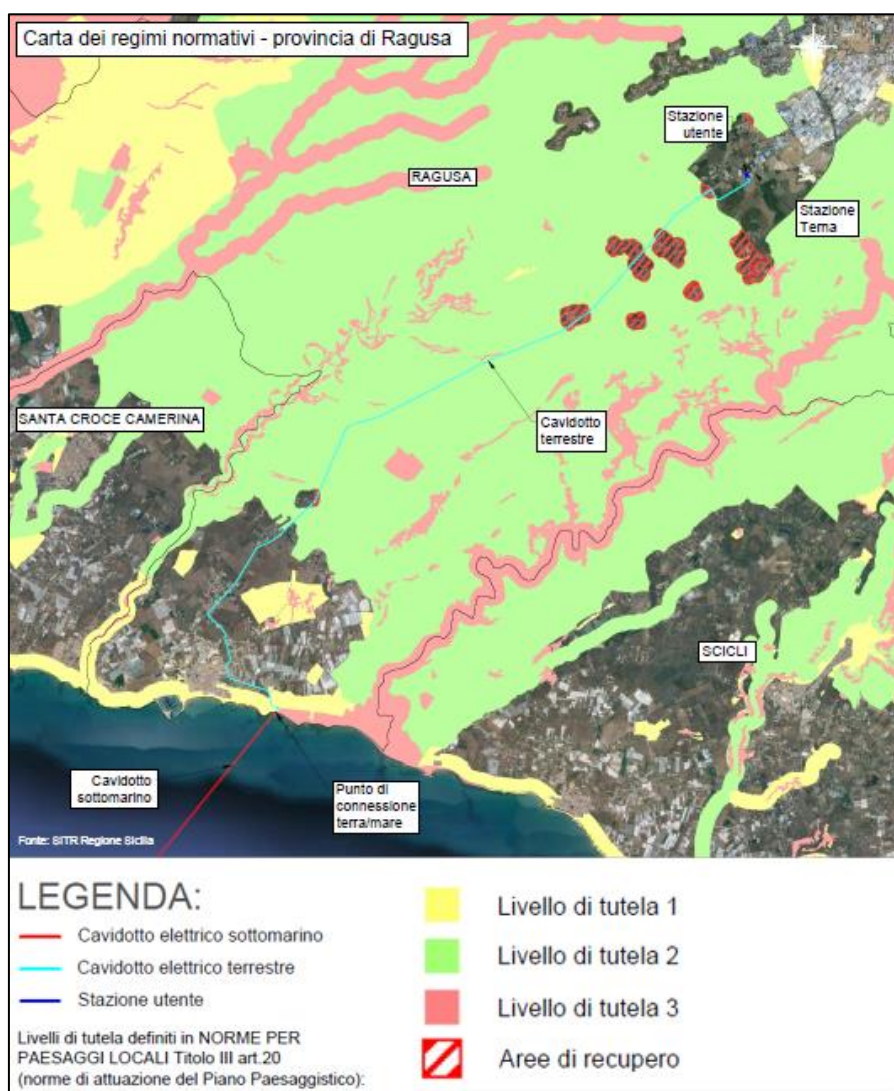 Carta dei regimi normativi - provincia di Ragusa
Stazione
utente
RAGUSA
Stazione
Terna
SANTA CROCE CAMERINA
Cavidotto
terrestre
SCICLI
Cavidotto
sottomarino
Punto di
connessione
terra/mare
Fonte: SITR Regione Sicilia
LEGENDA:
Cavidotto elettrico sottomarino
Cavidotto elettrico terrestre
Stazione utente
Livelli di tutela definiti in NORME PER
PAESAGGI LOCALI Titolo III art.20
(norme di attuazione del Piano Paesaggistico):
Livello di tutela 1
Livello di tutela 2
Livello di tutela 3
Aree di recupero